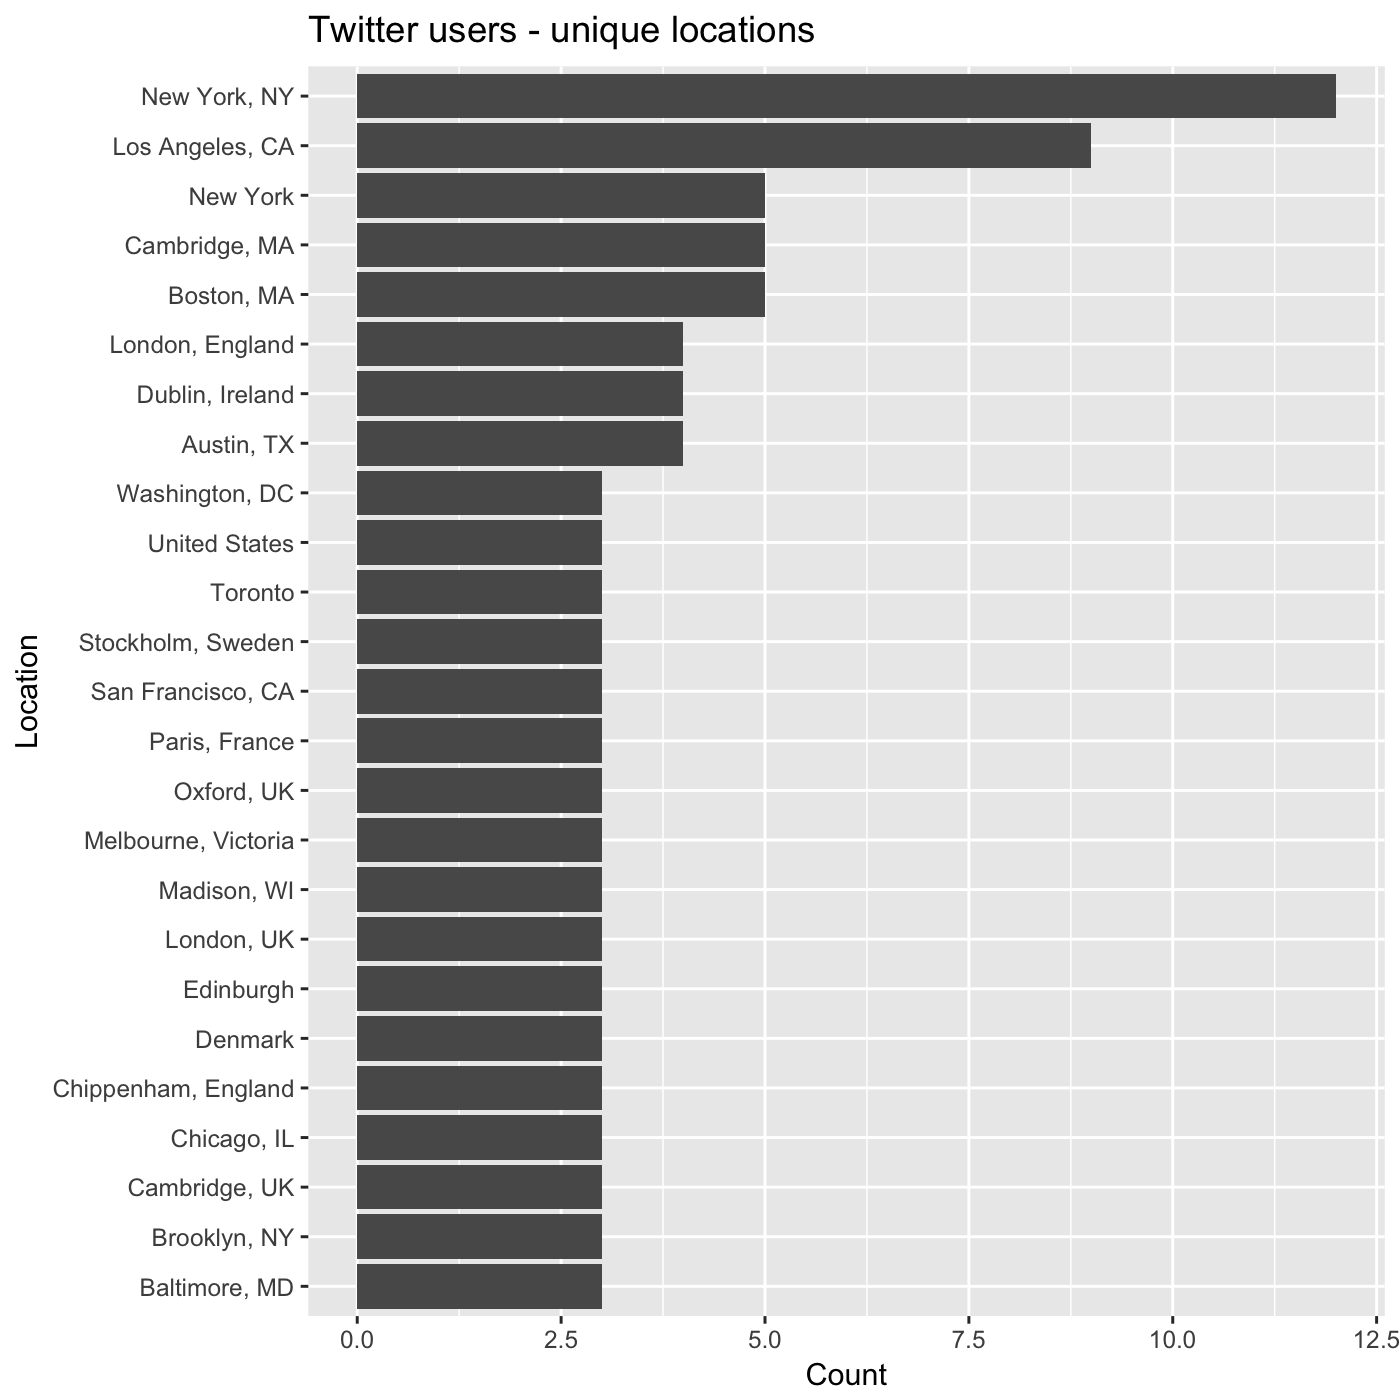 Twitter users - unique locations
New York, NY
Los Angeles, CA
New York
Cambridge, MA
Boston, MA
London, England
Dublin, Ireland
Austin, TX
Washington, DC
United States
Toronto
Stockholm, Sweden
San Francisco, CA
Paris, France
Oxford, UK
Melbourne, Victoria
Madison, WI
London, UK
Edinburgh
Denmark
Chippenham, England
Chicago, IL
Cambridge, UK
Brooklyn, NY
Baltimore, MD
Location
0.0 2.5 5.0 7.5 10.0 12.5
Count